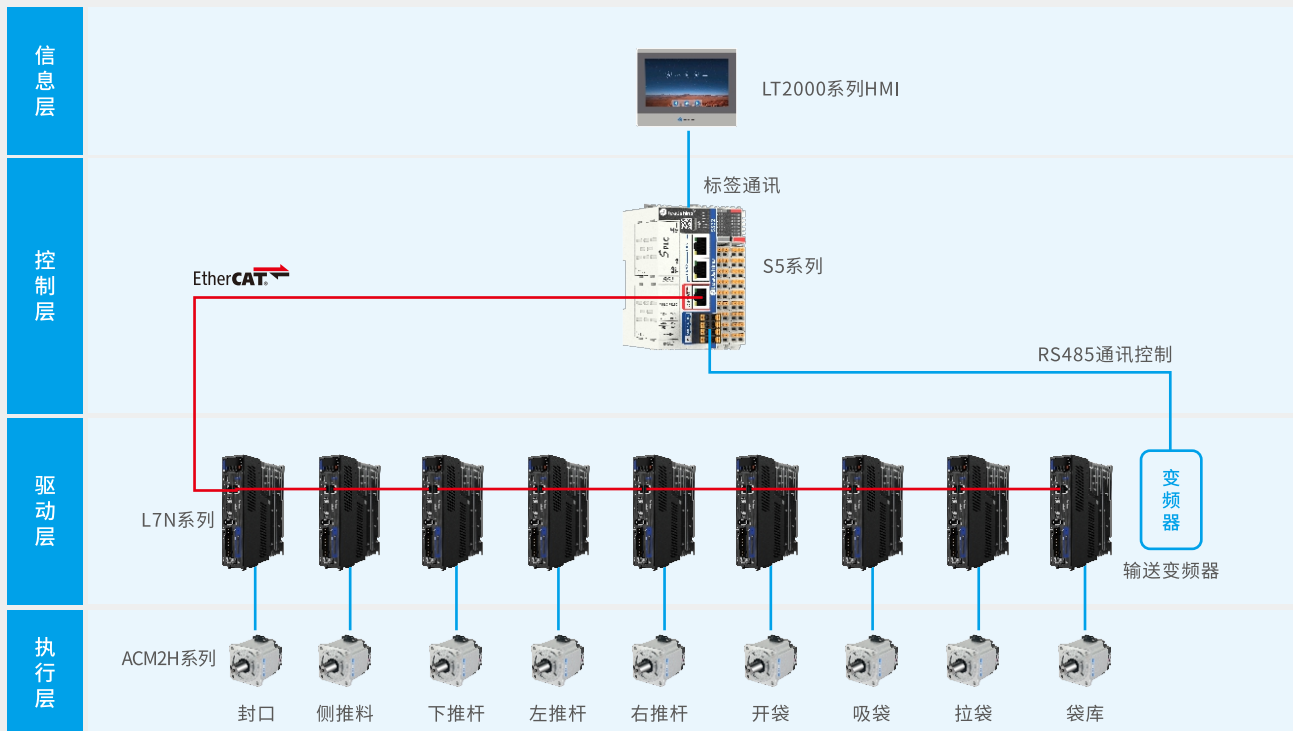 信息层
LT2000系列HMI
标签通讯
控制层
S5系列
EtherCAT
RS485通讯控制
驱动层
L7N系列
变频器
输送变频器
执行层
ACM2H系列
封口
侧推料
下推杆
左推杆
右推杆
开袋
吸袋
拉袋
袋库